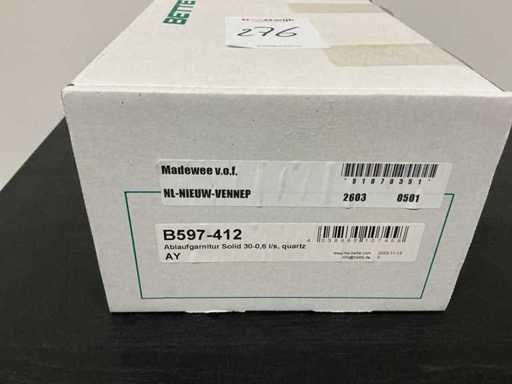 BETTE
276
Madewee v.o.f.
NL-NIEUW-VENNEP
2603 0501
B597-412
Ablaufgarnitur Solid 30-0,6 l/s, quartz
AY